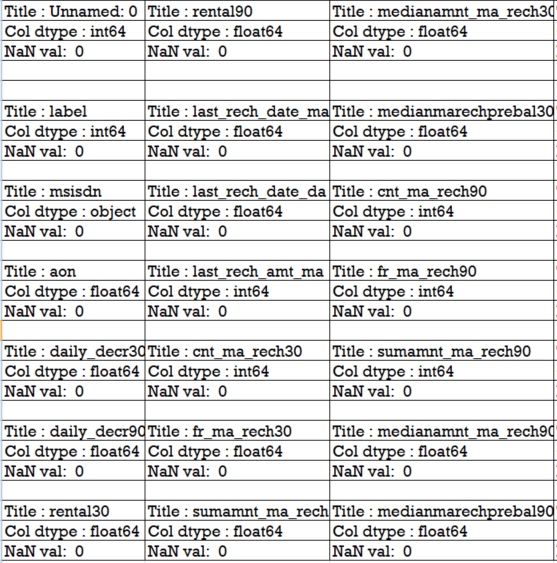 Title : Unnamed: 0 Title : rental90 Title : medianamnt_ma_rech30
Col dtype : int64 Col dtype : float64 Col dtype : float64
NaN val:  0 NaN val:  0 NaN val:  0
Title : label Title : last_rech_date_ma Title : medianmarechprebal30
Col dtype : int64 Col dtype : float64 Col dtype : float64
NaN val:  0 NaN val:  0 NaN val:  0
Title : msisdn Title : last_rech_date_da Title : cnt_ma_rech90
Col dtype : object Col dtype : float64 Col dtype : int64
NaN val:  0 NaN val:  0 NaN val:  0
Title : aon Title : last_rech_amt_ma Title : fr_ma_rech90
Col dtype : float64 Col dtype : int64 Col dtype : int64
NaN val:  0 NaN val:  0 NaN val:  0
Title : daily_decr30 Title : cnt_ma_rech30 Title : sumamnt_ma_rech90
Col dtype : float64 Col dtype : int64 Col dtype : int64
NaN val:  0 NaN val:  0 NaN val:  0
Title : daily_decr90 Title : fr_ma_rech30 Title : medianamnt_ma_rech90
Col dtype : float64 Col dtype : float64 Col dtype : float64
NaN val:  0 NaN val:  0 NaN val:  0
Title : rental30 Title : sumamnt_ma_rech Title : medianmarechprebal90
Col dtype : float64 Col dtype : float64 Col dtype : float64
NaN val:  0 NaN val:  0 NaN val:  0